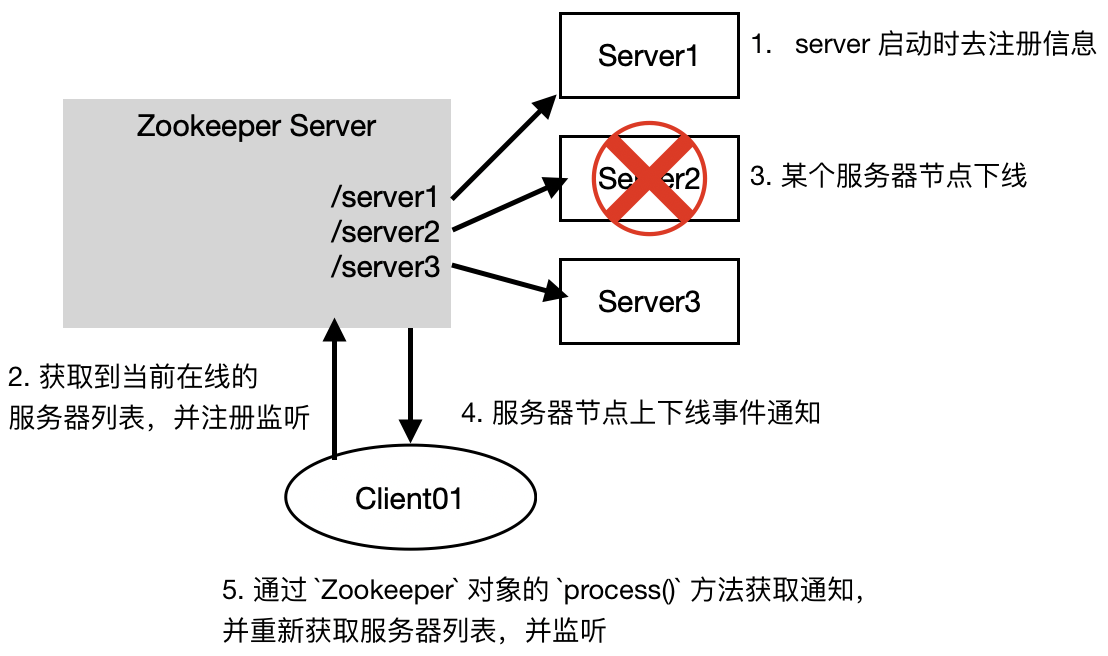 Server1
1. server 启动时去注册信息
Zookeeper Server
Server2
3. 某个服务器节点下线
/server1
/server2
/server3
Server3
2. 获取到当前在线的
服务器列表，并注册监听
4. 服务器节点上下线事件通知
Client01
5. 通过 `Zookeeper` 对象的 `process()` 方法获取通知，
并重新获取服务器列表，并监听